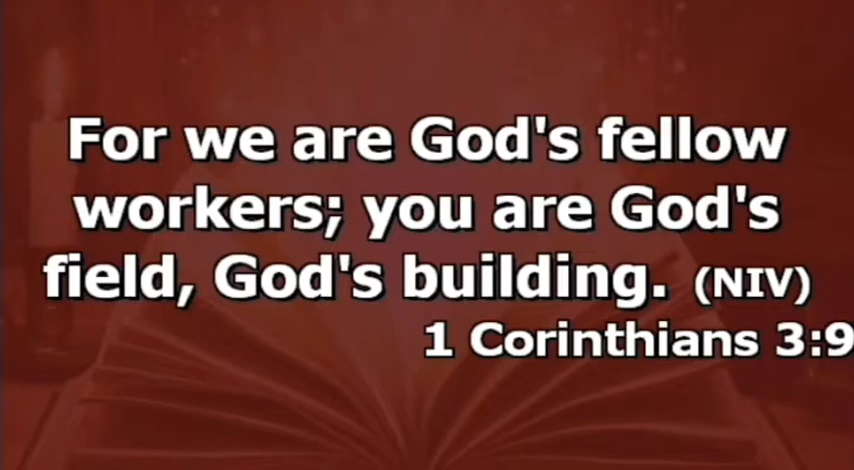 For we are God's fellow
workers; you are God's
field, God's building. (NIV)
1 Corinthians 3:9